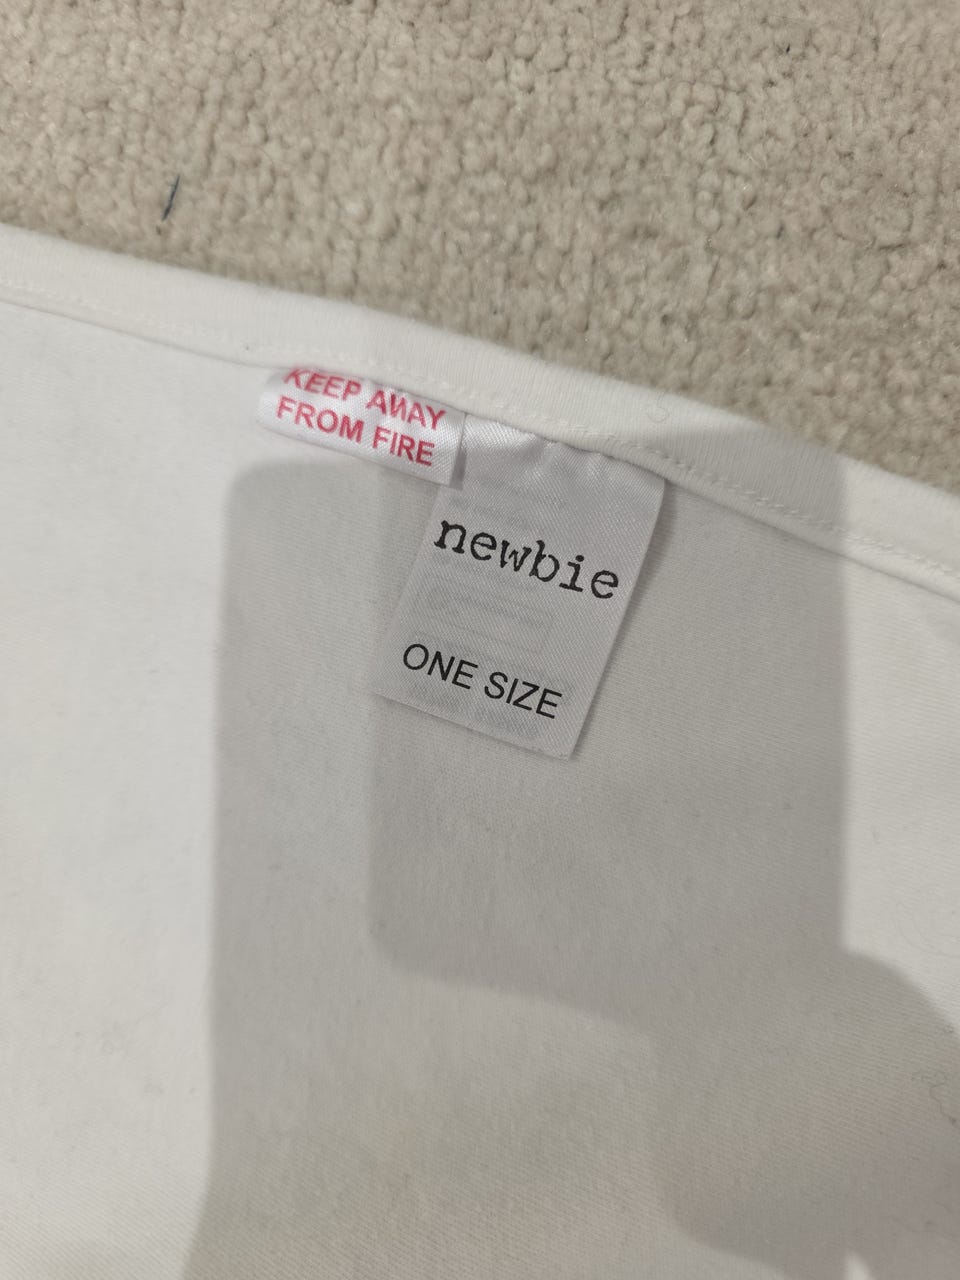 KEEP AWAY
FROM FIRE
newbie
ONE SIZE